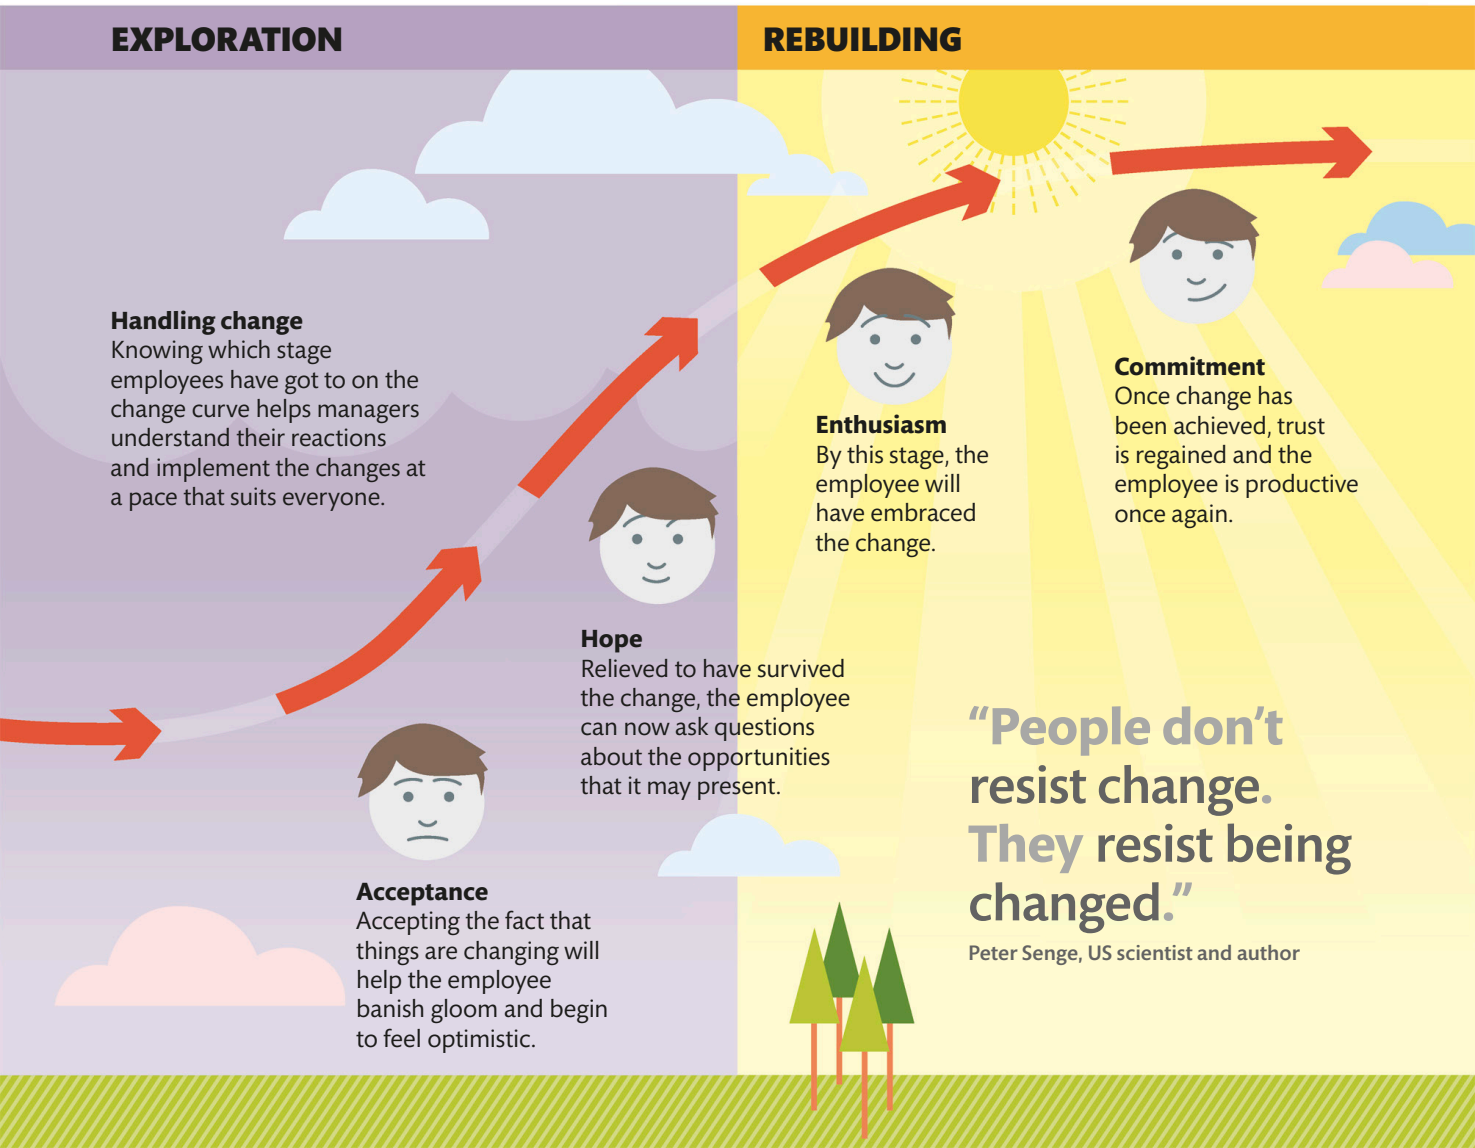 EXPLORATION
REBUILDING
Handling change
Knowing which stage
employees have got to on the
change curve helps managers
understand their reactions
and implement the changes at
a pace that suits everyone.
Acceptance
Accepting the fact that
things are changing will
help the employee
banish gloom and begin
to feel optimistic.
Hope
Relieved to have survived
the change, the employee
can now ask questions
about the opportunities
that it may present.
Enthusiasm
By this stage, the
employee will
have embraced
the change.
Commitment
Once change has
been achieved, trust
is regained and the
employee is productive
once again.
“People don’t
resist change.
They resist being
changed.”
Peter Senge, US scientist and author